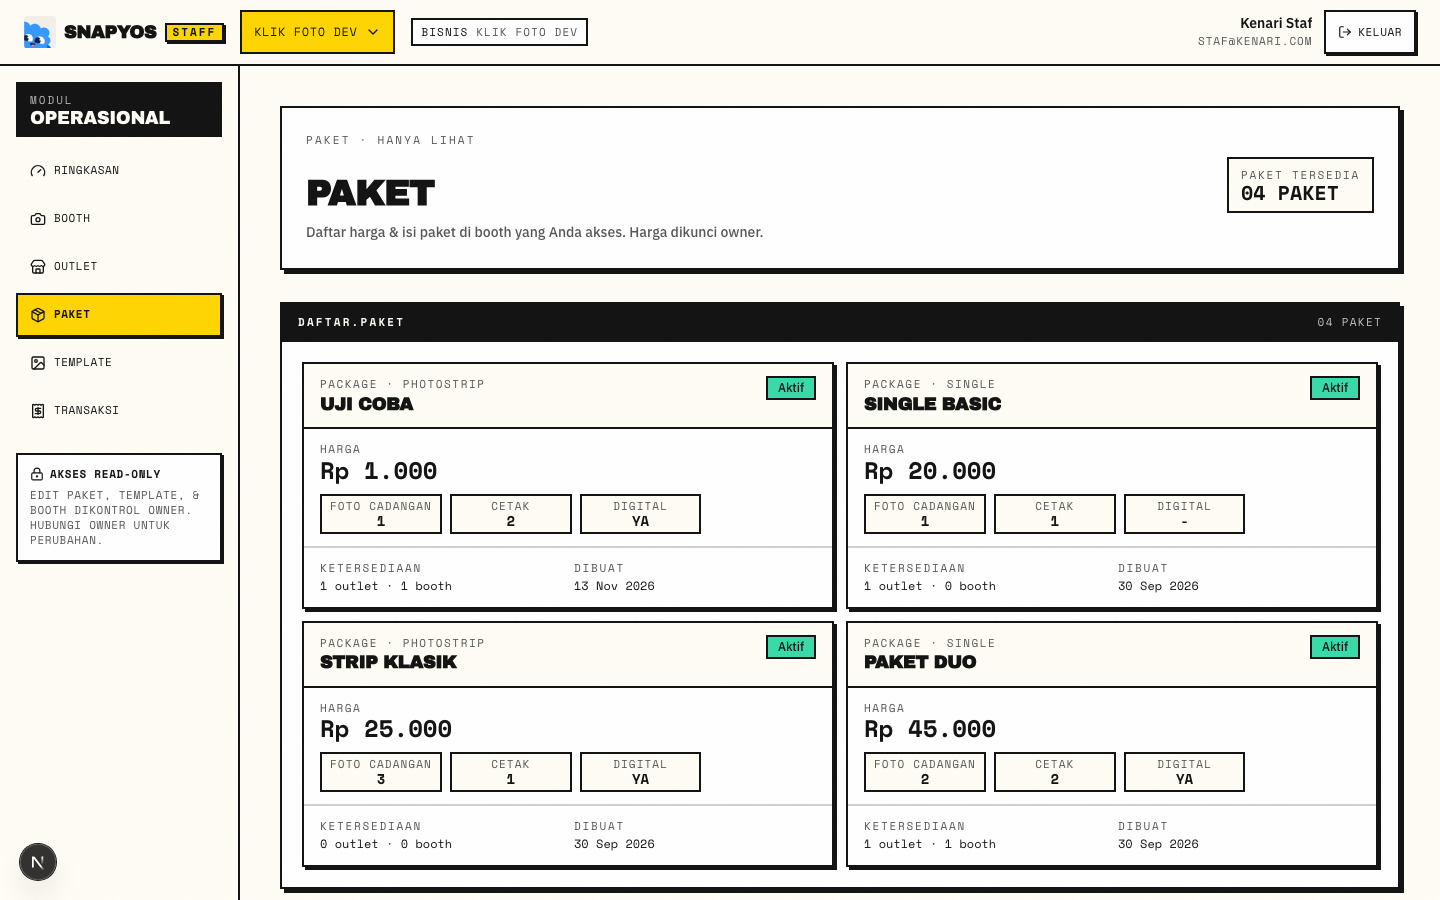 SNAPYOS STAFF
KLIK FOTO DEV
BISNIS KLIK FOTO DEV
Kenari Staf
STAF@KENARI.COM
KELUAR
MODUL
OPERASIONAL
RINGKASAN
BOOTH
OUTLET
PAKET
TEMPLATE
TRANSAKSI
AKSES READ-ONLY
EDIT PAKET, TEMPLATE, &
BOOTH DIKONTROL OWNER.
HUBUNGI OWNER UNTUK
PERUBAHAN.
N
PAKET · HANYA LIHAT
PAKET
Daftar harga & isi paket di booth yang Anda akses. Harga dikunci owner.
PAKET TERSEDIA
04 PAKET
DAFTAR.PAKET
04 PAKET
PACKAGE · PHOTOSTRIP
UJI COBA
Aktif
HARGA
Rp 1.000
FOTO CADANGAN
1
CETAK
2
DIGITAL
YA
KETERSEDIAAN
1 outlet · 1 booth
DIBUAT
13 Nov 2026
PACKAGE · SINGLE
SINGLE BASIC
Aktif
HARGA
Rp 20.000
FOTO CADANGAN
1
CETAK
1
DIGITAL
-
KETERSEDIAAN
1 outlet · 0 booth
DIBUAT
30 Sep 2026
PACKAGE · PHOTOSTRIP
STRIP KLASIK
Aktif
HARGA
Rp 25.000
FOTO CADANGAN
3
CETAK
1
DIGITAL
YA
KETERSEDIAAN
0 outlet · 0 booth
DIBUAT
30 Sep 2026
PACKAGE · SINGLE
PAKET DUO
Aktif
HARGA
Rp 45.000
FOTO CADANGAN
2
CETAK
2
DIGITAL
YA
KETERSEDIAAN
1 outlet · 1 booth
DIBUAT
30 Sep 2026